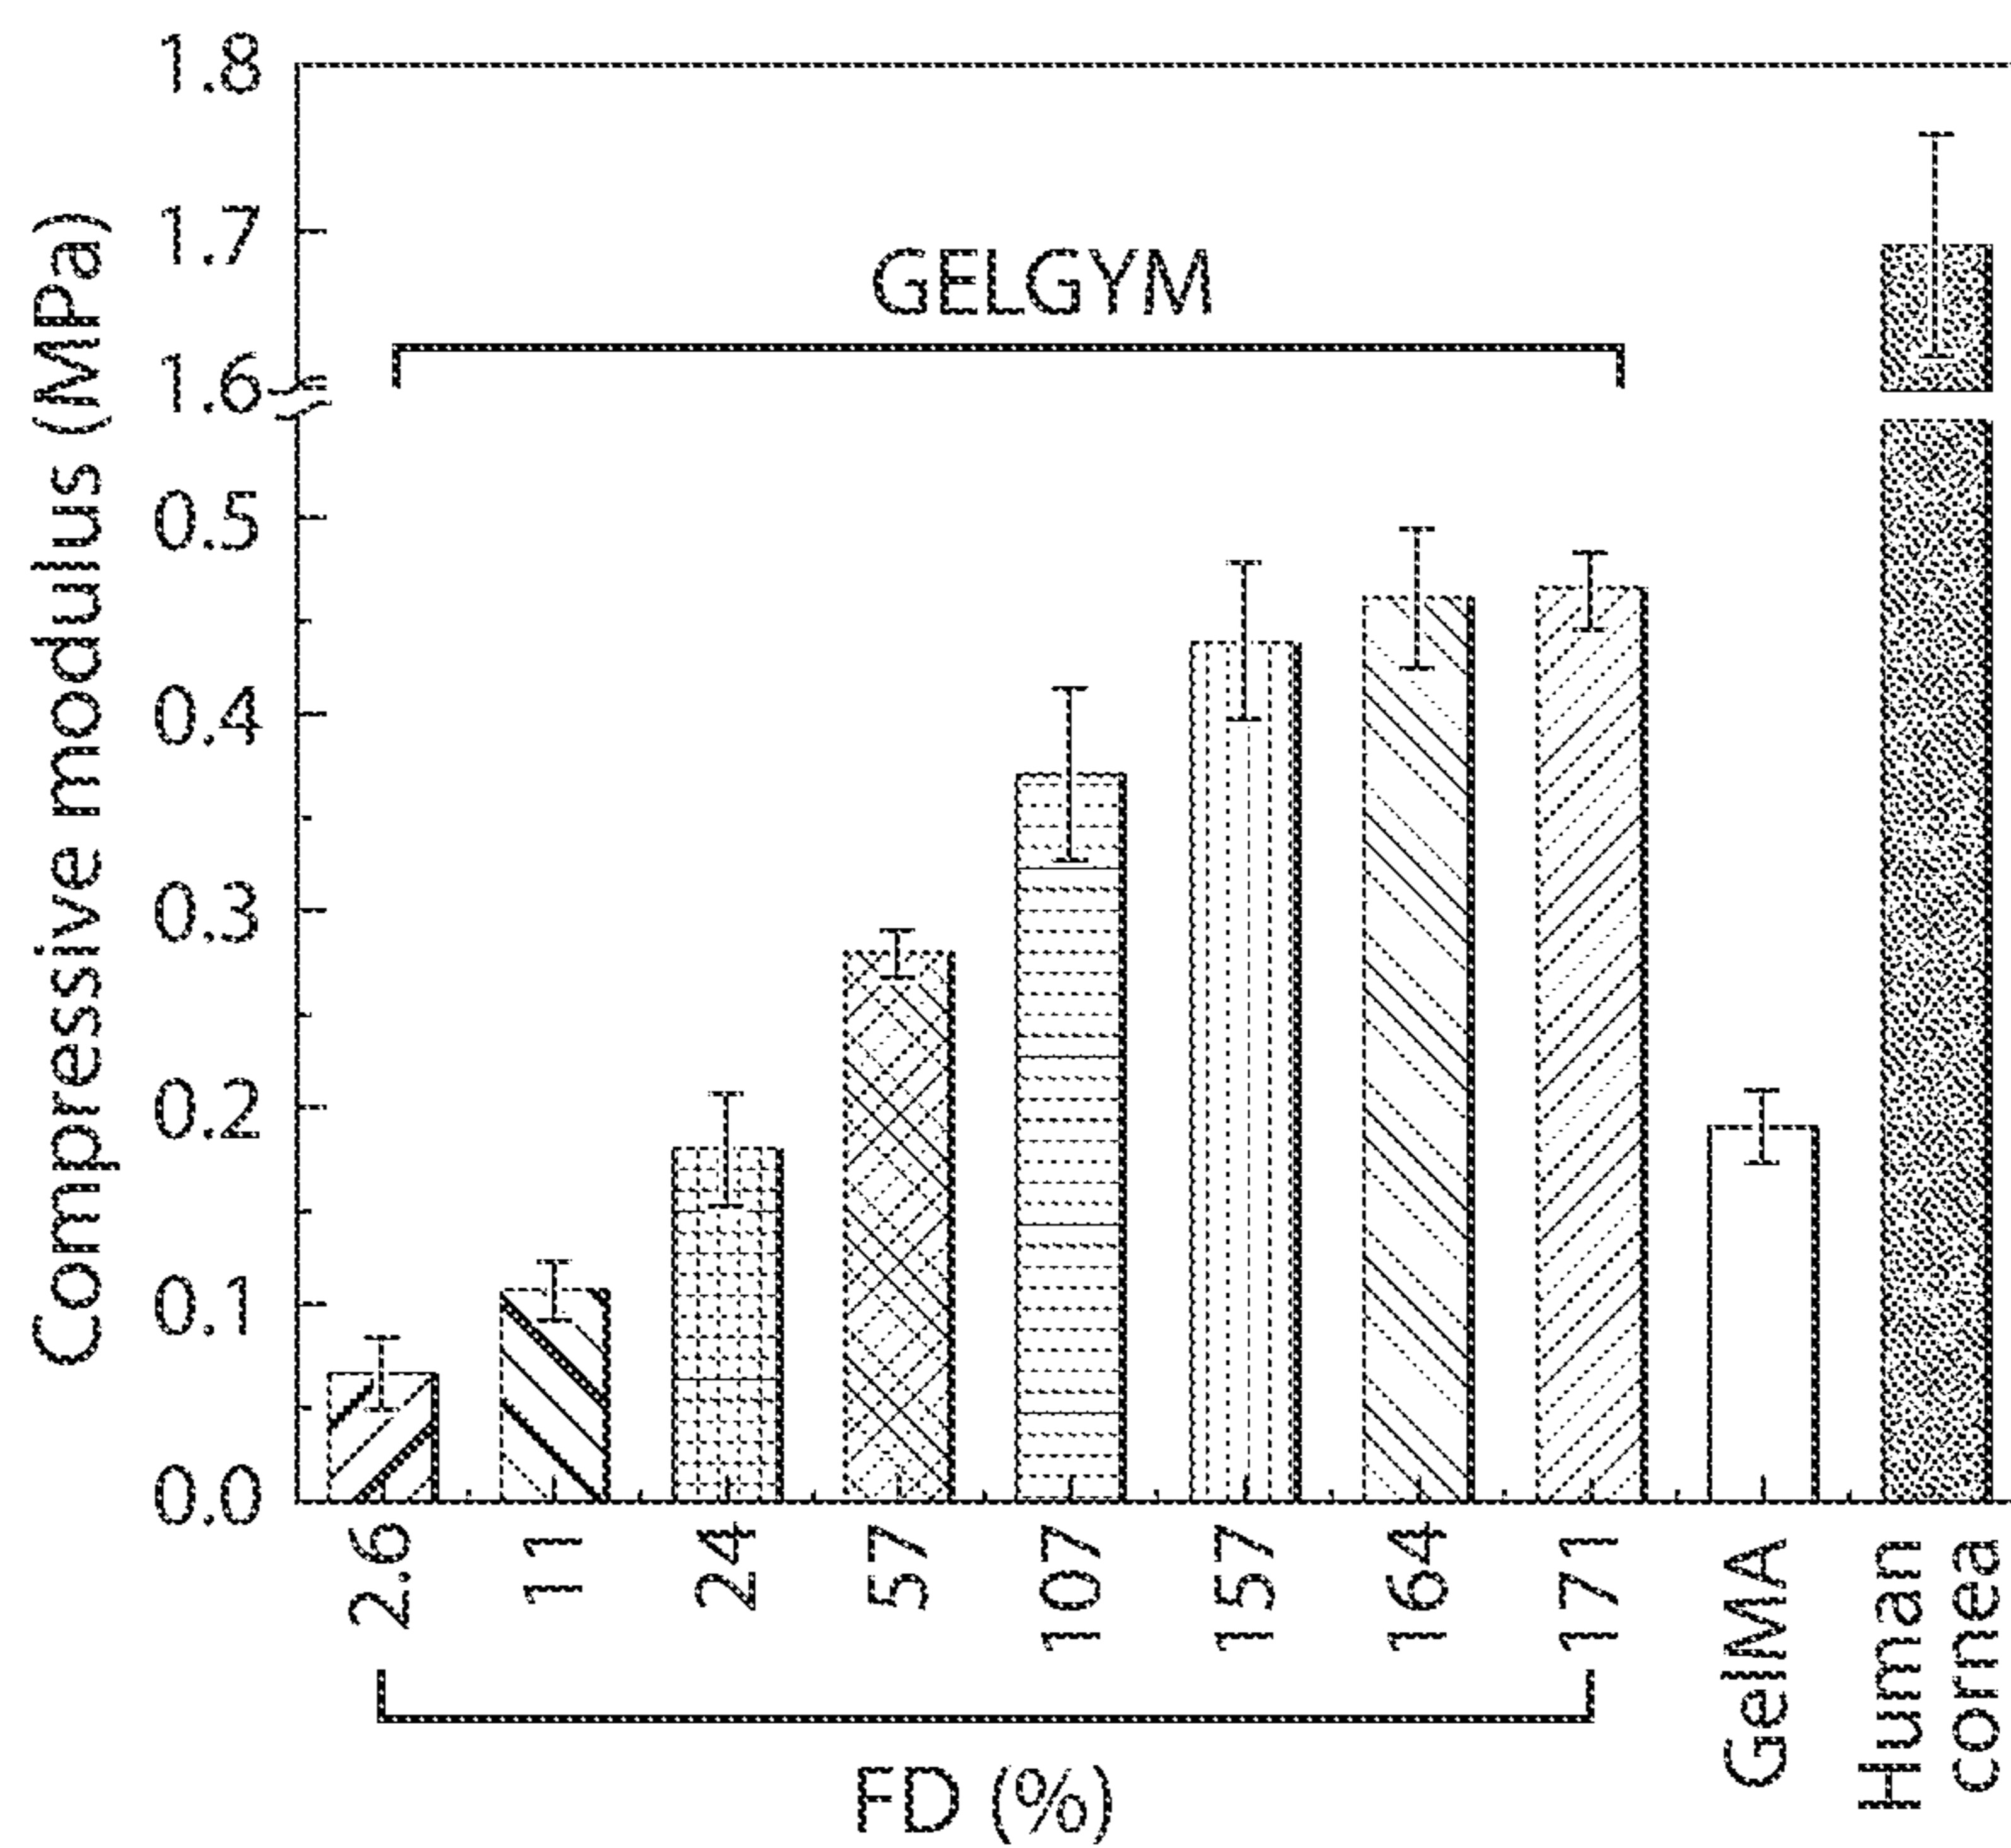 Compressive modulus (MPa)
1.8
1.7
1.6
0.5
0.4
0.3
0.2
0.1
0.0
GELGYM
2.6
11
24
57
107
157
164
171
GelMA
Human
cornea
FD (%)